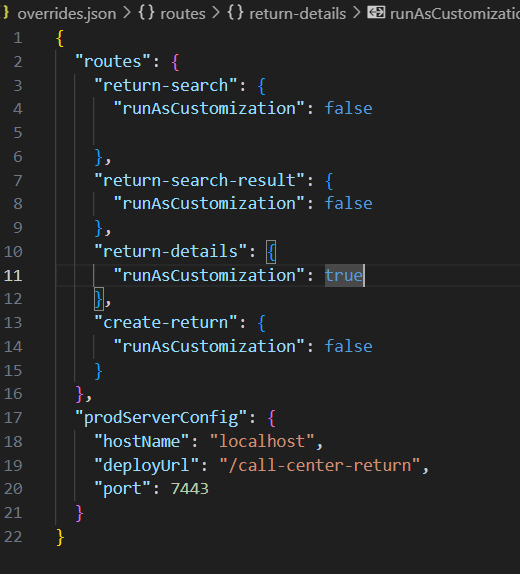 overrides.json > {} routes > {} return-details > runAsCustomizatio
1 {
2 "routes": {
3 "return-search": {
4 "runAsCustomization": false
5
6 },
7 "return-search-result": {
8 "runAsCustomization": false
9 },
10 "return-details": {
11 "runAsCustomization": true
12 },
13 "create-return": {
14 "runAsCustomization": false
15 }
16 },
17 "prodServerConfig": {
18 "hostName": "localhost",
19 "deployUrl": "/call-center-return",
20 "port": 7443
21 }
22 }